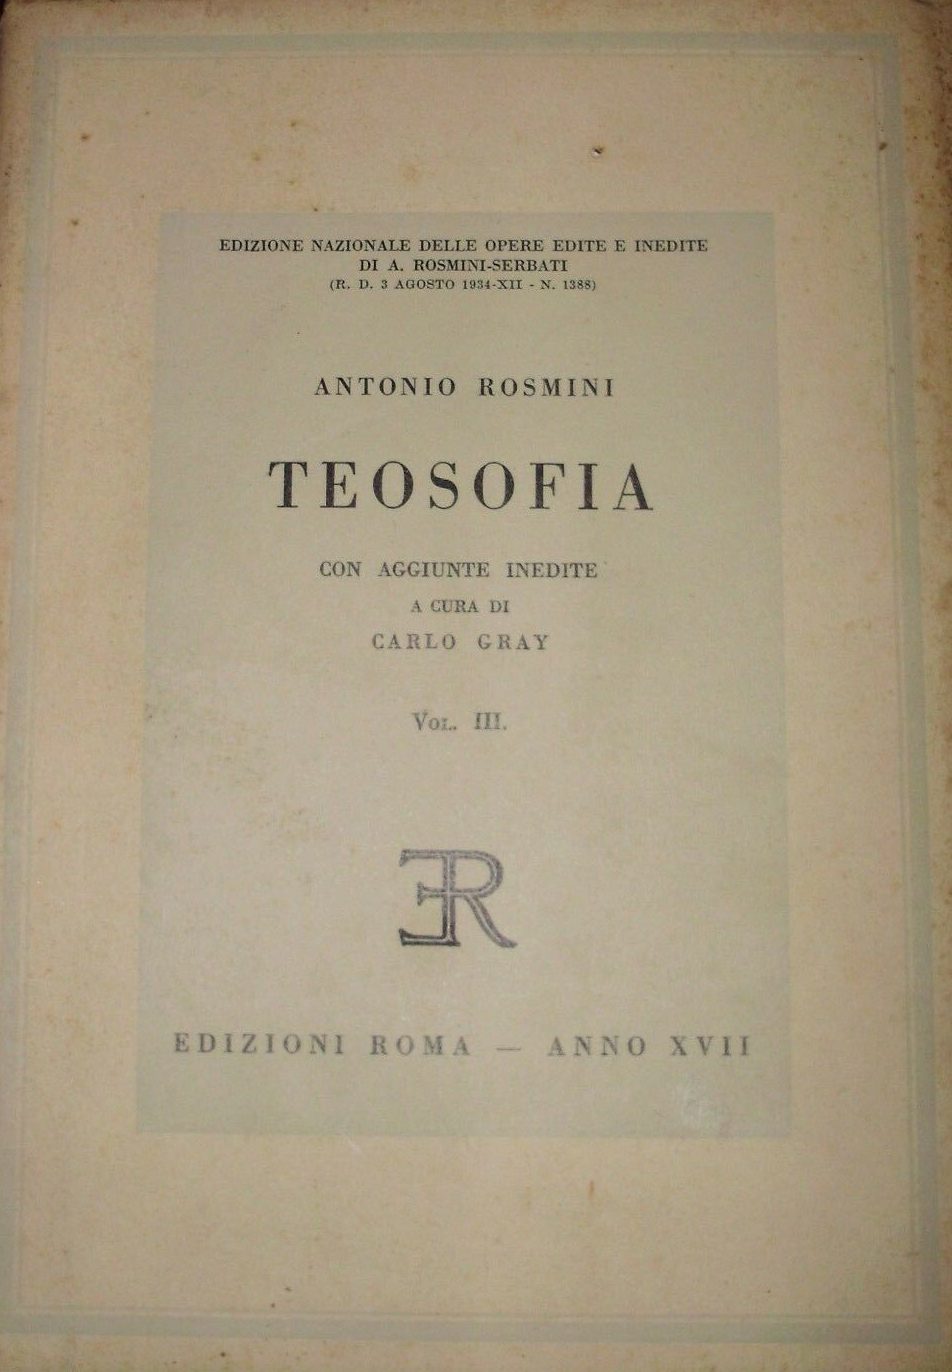 EDIZIONE NAZIONALE DELLE OPERE EDITE E INEDITE
DI A. ROSMINI-SERBATI
(R. D. 3 AGOSTO 1934-XII - N. 1388)
ANTONIO ROSMINI
TEOSOFIA
CON AGGIUNTE INEDITE
A CURA DI
CARLO GRAY
VOL. III.
ER
EDIZIONI ROMA — ANNO XVII